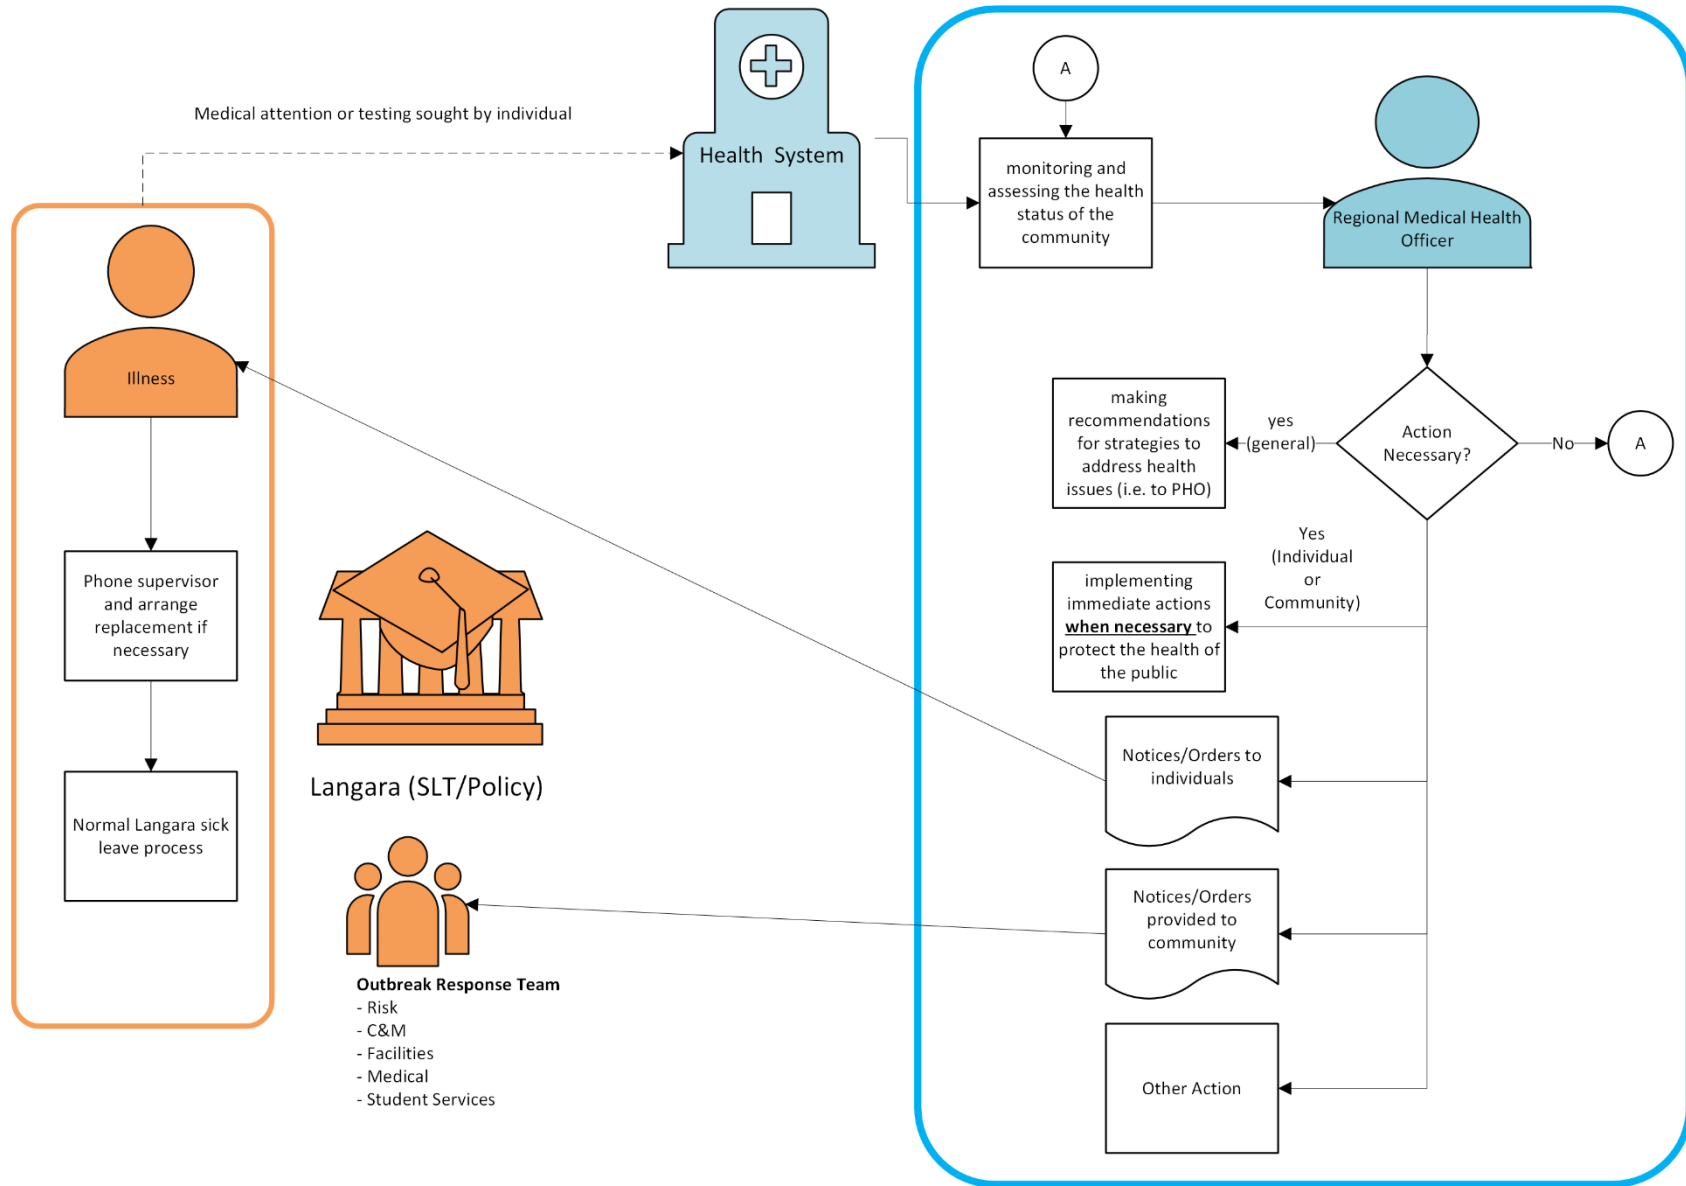 Medical attention or testing sought by individual
Health System
A
monitoring and
assessing the health
status of the
community
Regional Medical Health
Officer
Illness
making
recommendations
for strategies to
address health
issues (i.e. to PHO)
yes
(general)
Action
Necessary?
No
A
Phone supervisor
and arrange
replacement if
necessary
Yes
(Individual
or
Community)
implementing
immediate actions
when necessary to
protect the health of
the public
Normal Langara sick
leave process
Langara (SLT/Policy)
Notices/Orders to
individuals
Notices/Orders
provided to
community
Outbreak Response Team
- Risk
- C&M
- Facilities
- Medical
- Student Services
Other Action